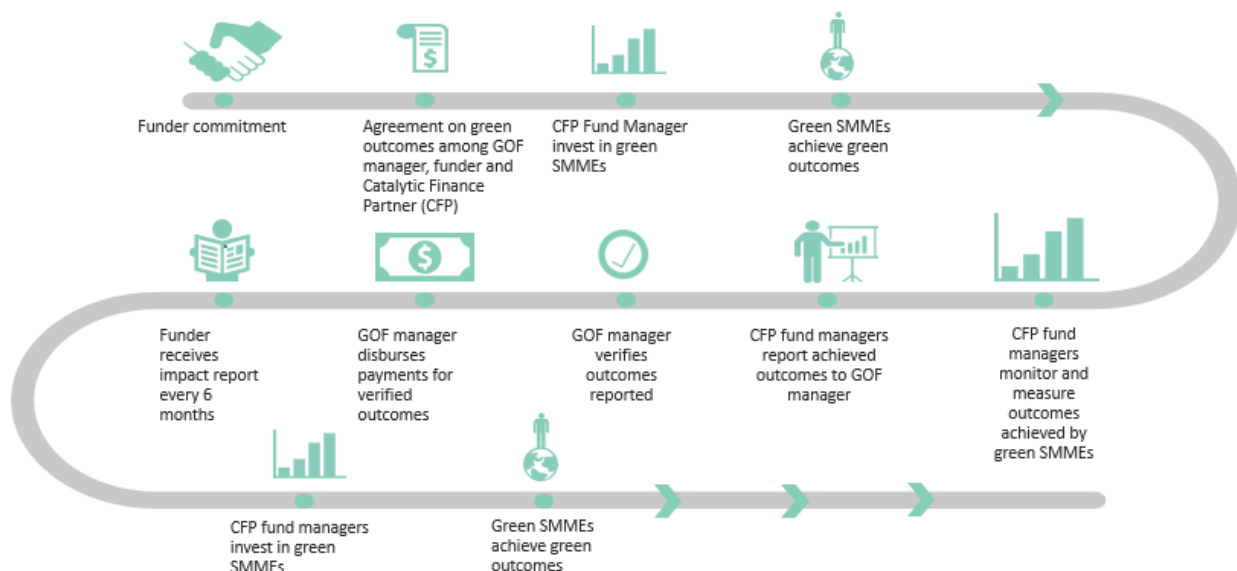 Funder commitment
Agreement on green
outcomes among GOF
manager, funder and
Catalytic Finance
Partner (CFP)
CFP Fund Manager
invest in green
SMMEs
Green SMMEs
achieve green
outcomes
Funder
receives
impact report
every 6
months
GOF manager
disburses
payments for
verified
outcomes
GOF manager
verifies
outcomes
reported
CFP fund managers
report achieved
outcomes to GOF
manager
CFP fund
managers
monitor and
measure
outcomes
achieved by
green SMMEs
CFP fund managers
invest in green
SMMEs
Green SMMEs
achieve green
outcomes